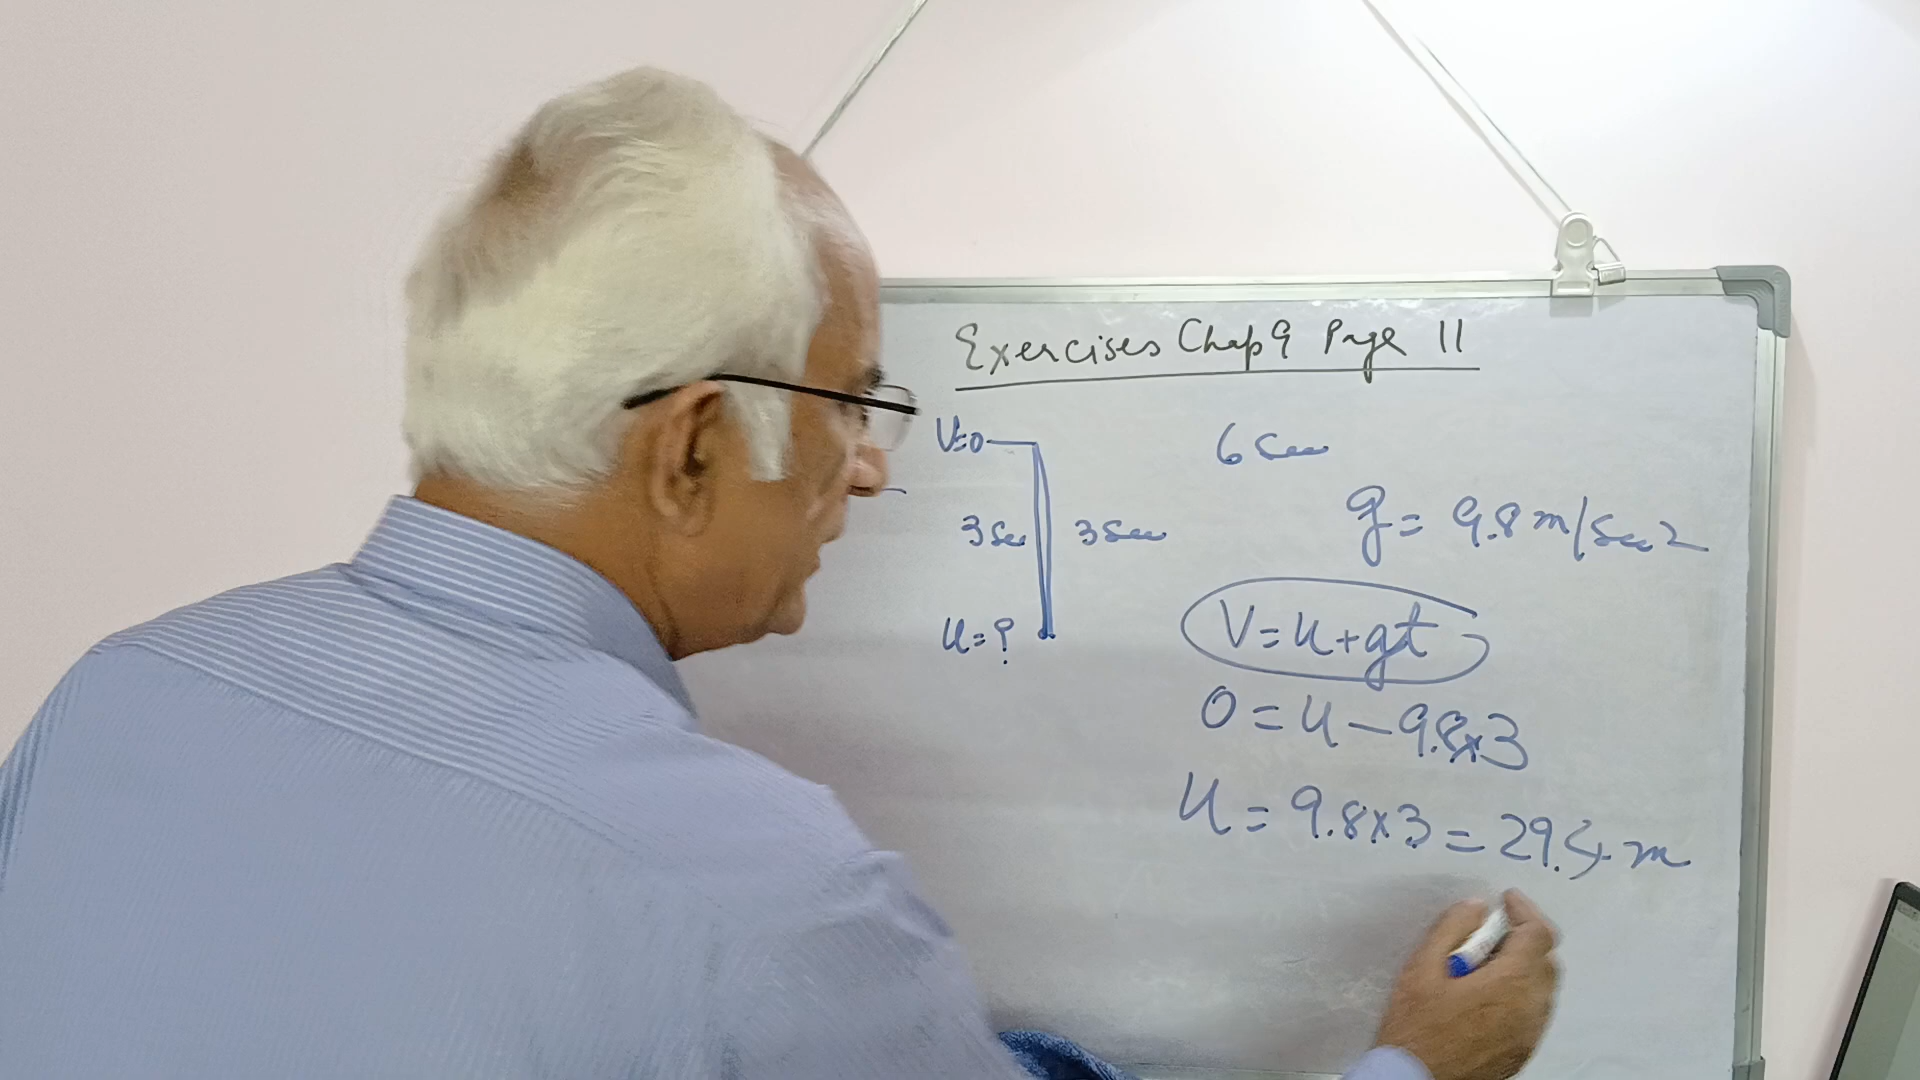 Exercises Chap 9 Page 11
V=0
6 Sec
g = 9.8 m/Sec2
3 Sec 3 Sec
V = u + gt
u = ?
0 = u - 9.8x3
u = 9.8x3 = 29.4 m